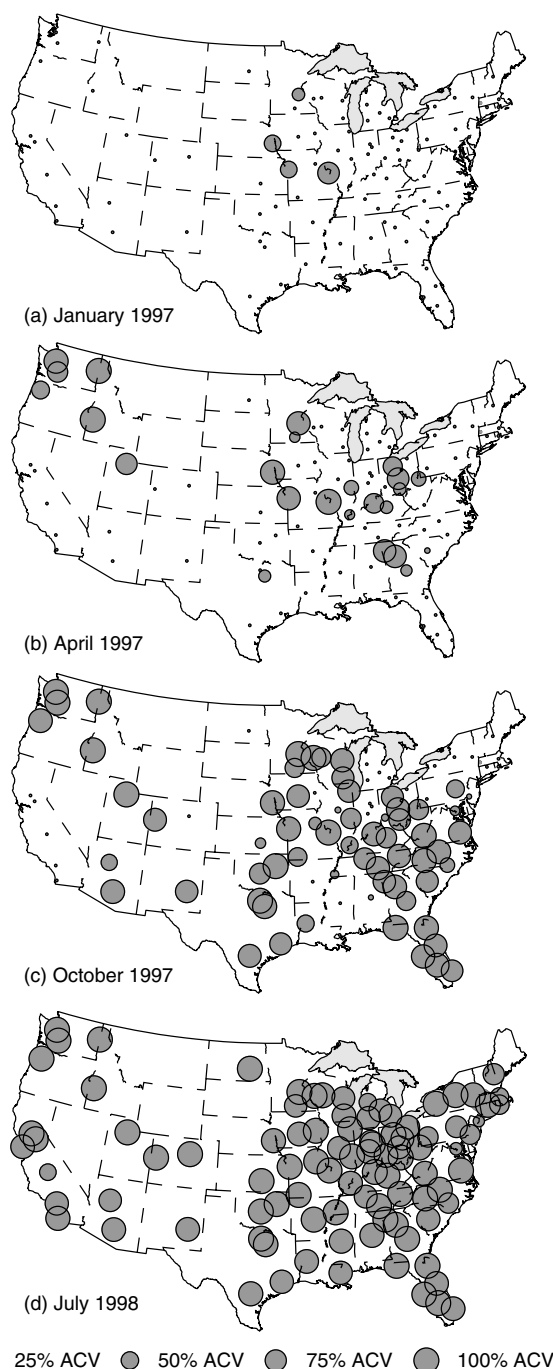 (a) January 1997
(b) April 1997
(c) October 1997
(d) July 1998
25% ACV 50% ACV 75% ACV 100% ACV